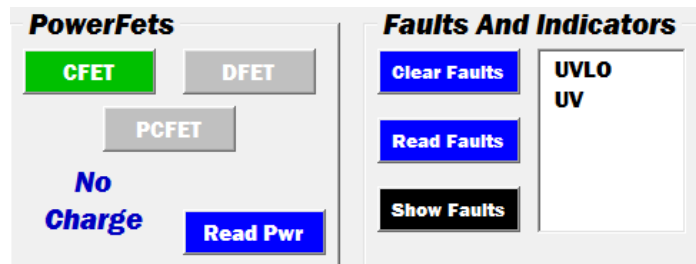 PowerFets
CFET
DFET
PCFET
No
Charge
Read Pwr
Faults And Indicators
Clear Faults
Read Faults
Show Faults
UVLO
UV